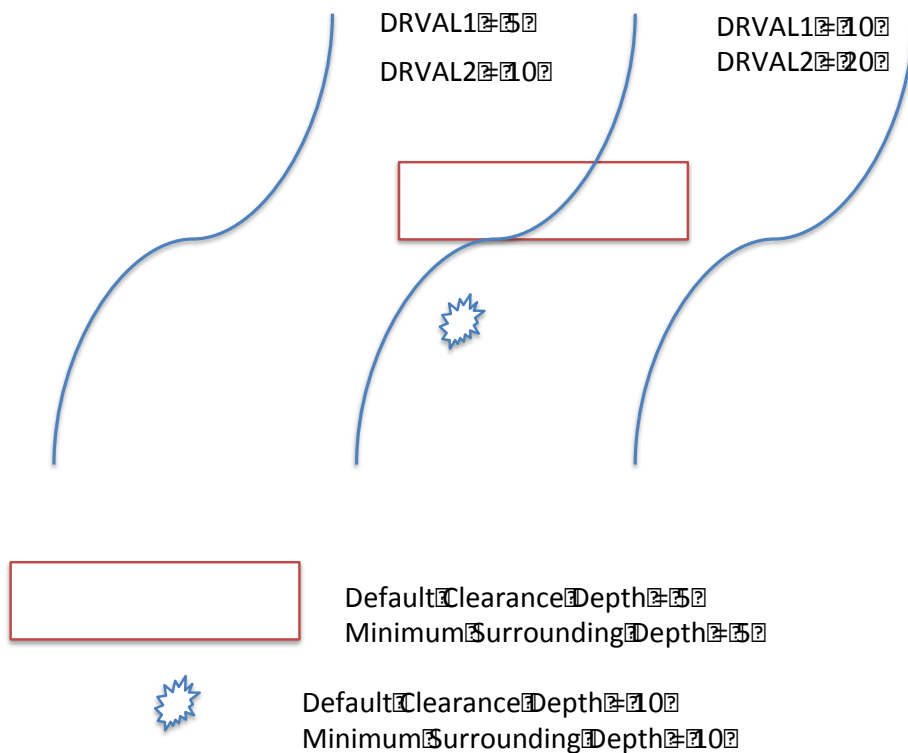 DRVAL1 = 5
DRVAL2 = 10
DRVAL1 = 10
DRVAL2 = 20
Default Clearance Depth = 5
Minimum Surrounding Depth = 5
Default Clearance Depth = 10
Minimum Surrounding Depth = 10